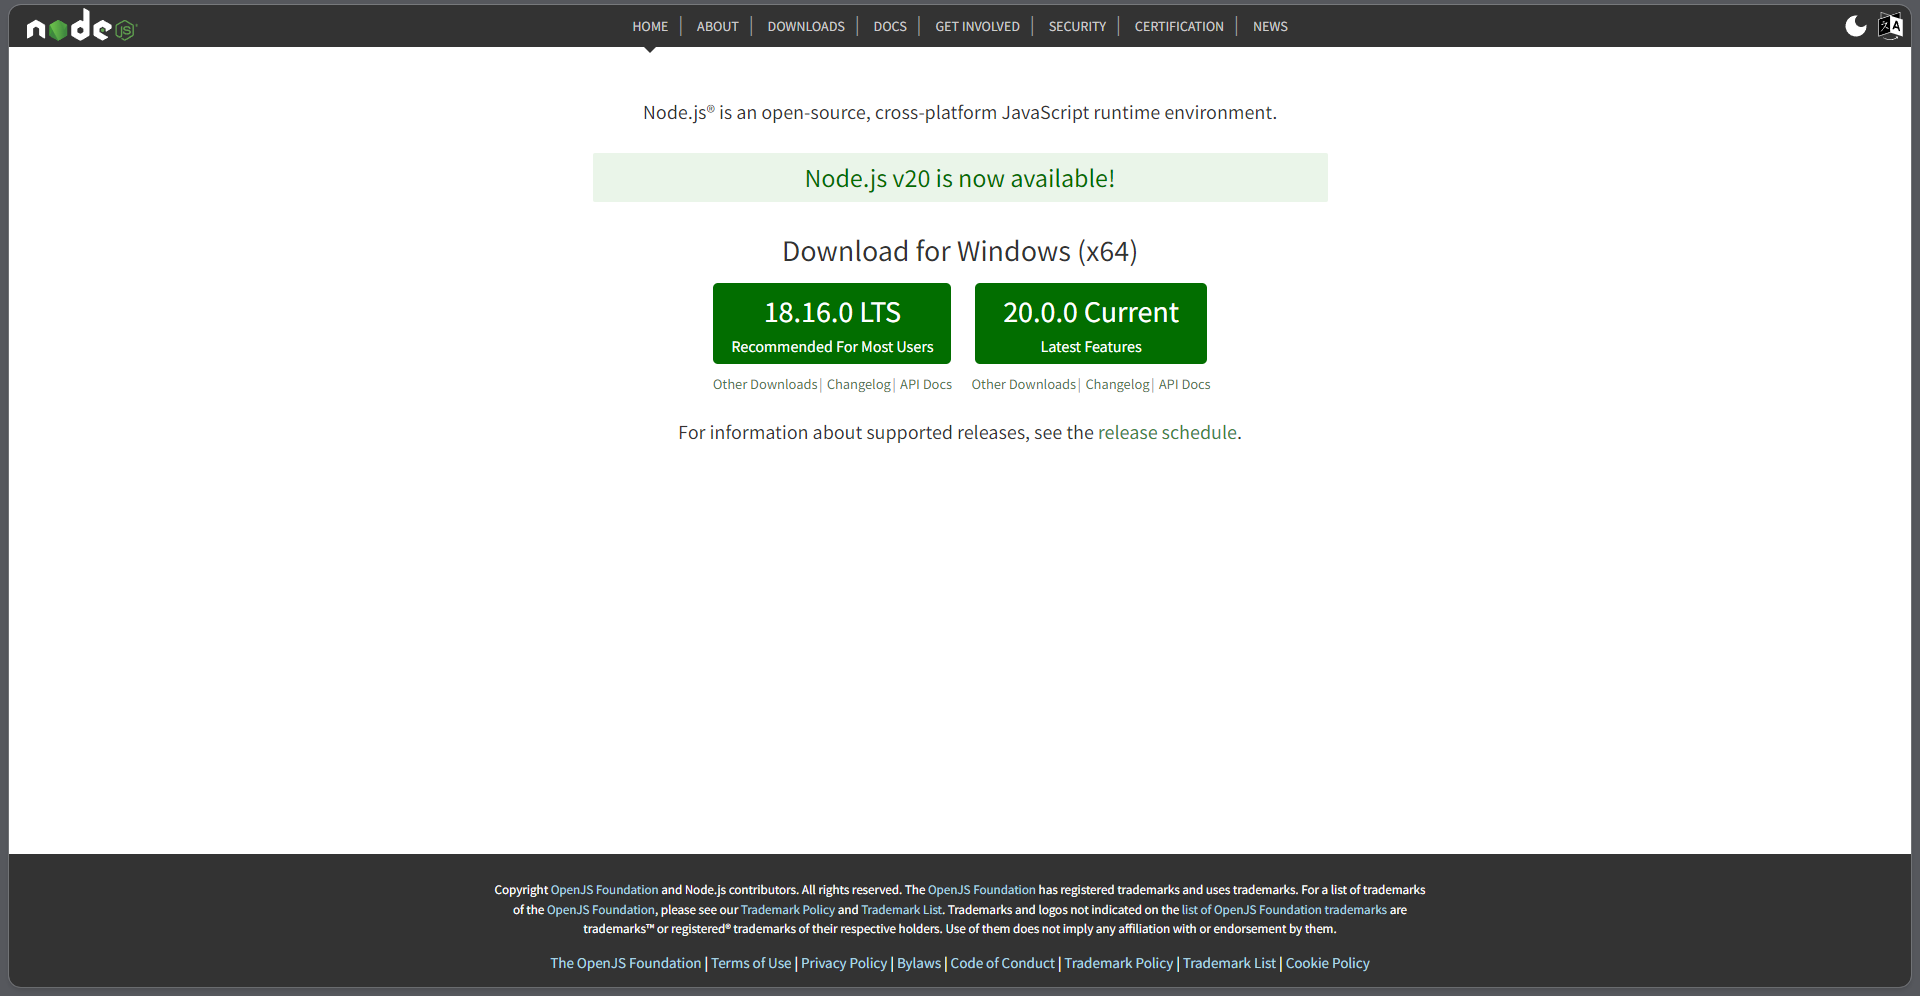 node JS
HOME | ABOUT | DOWNLOADS | DOCS | GET INVOLVED | SECURITY | CERTIFICATION | NEWS
Node.js® is an open-source, cross-platform JavaScript runtime environment.
Node.js v20 is now available!
Download for Windows (x64)
18.16.0 LTS
Recommended For Most Users
20.0.0 Current
Latest Features
Other Downloads | Changelog | API Docs
Other Downloads | Changelog | API Docs
For information about supported releases, see the release schedule.
Copyright OpenJS Foundation and Node.js contributors. All rights reserved. The OpenJS Foundation has registered trademarks and uses trademarks. For a list of trademarks
of the OpenJS Foundation, please see our Trademark Policy and Trademark List. Trademarks and logos not indicated on the list of OpenJS Foundation trademarks are
trademarks™ or registered® trademarks of their respective holders. Use of them does not imply any affiliation with or endorsement by them.
The OpenJS Foundation | Terms of Use | Privacy Policy | Bylaws | Code of Conduct | Trademark Policy | Trademark List | Cookie Policy